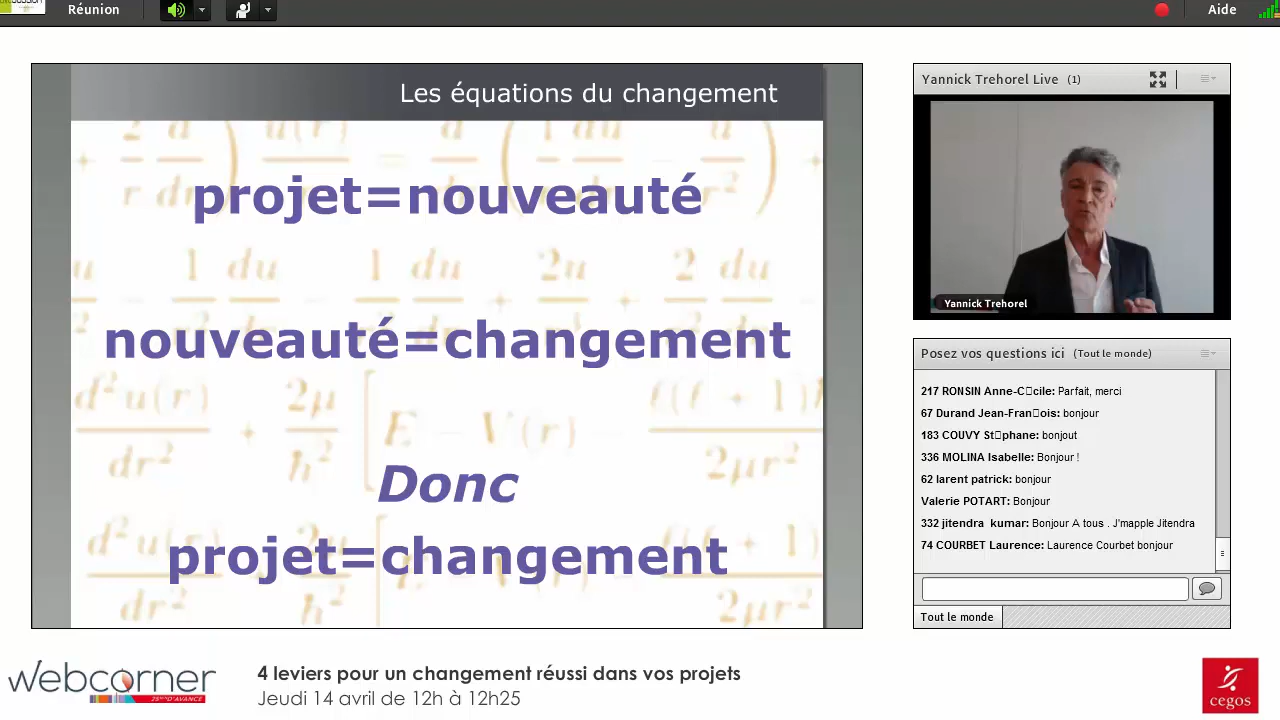 Réunion
Aide
Les équations du changement
projet=nouveauté
nouveauté=changement
Donc
projet=changement
Yannick Trehorel Live (1)
Yannick Trehorel
Posez vos questions ici (Tout le monde)
217 RONSIN Anne-C□cile: Parfait, merci
67 Durand Jean-Fran□ois: bonjour
183 COUVY St□phane: bonjout
336 MOLINA Isabelle: Bonjour !
62 larent patrick: bonjour
Valerie POTART: Bonjour
332 jitendra kumar: Bonjour A tous . J'mapple Jitendra
74 COURBET Laurence: Laurence Courbet bonjour
Tout le monde
webcorner
25MN D'AVANCE
4 leviers pour un changement réussi dans vos projets
Jeudi 14 avril de 12h à 12h25
cegos